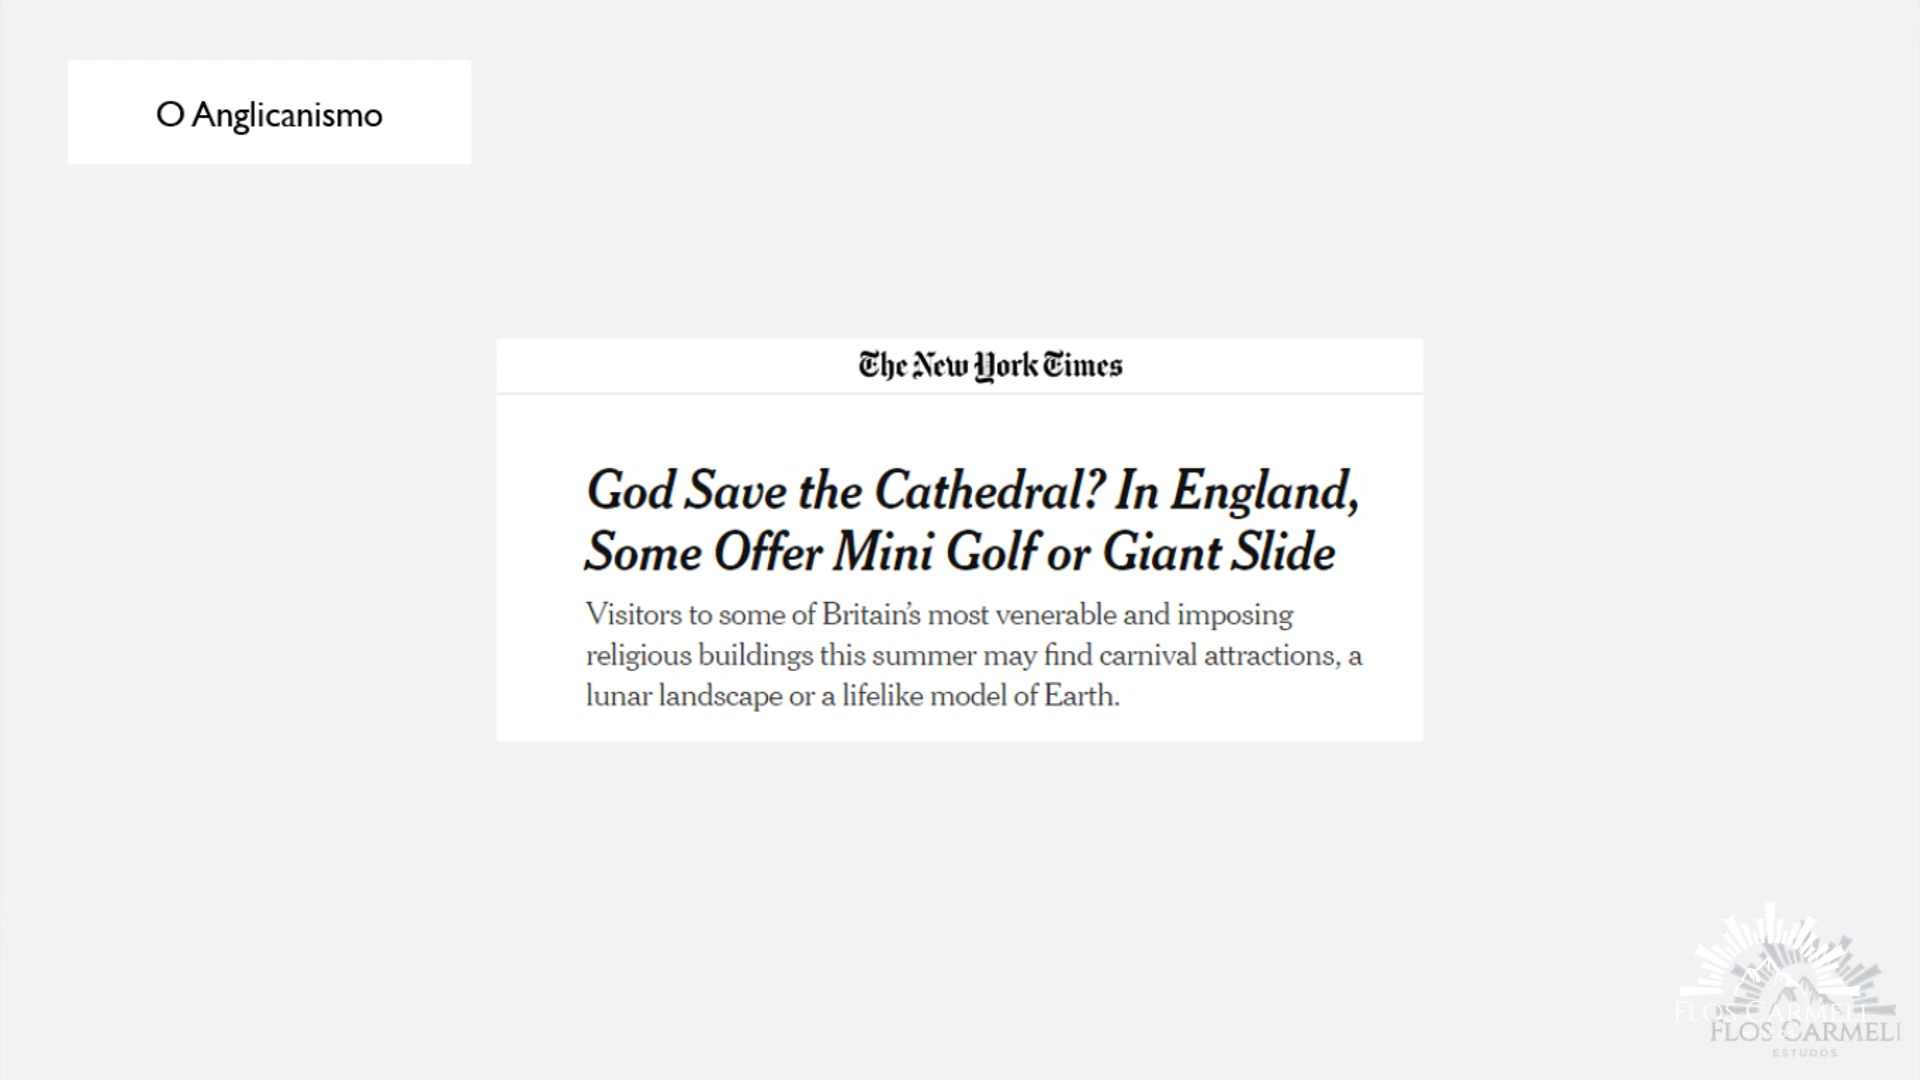 O Anglicanismo
The New York Times
God Save the Cathedral? In England,
Some Offer Mini Golf or Giant Slide
Visitors to some of Britain's most venerable and imposing
religious buildings this summer may find carnival attractions, a
lunar landscape or a lifelike model of Earth.
FLOS CARMELI
FLOS CARMELI
ESTUDOS